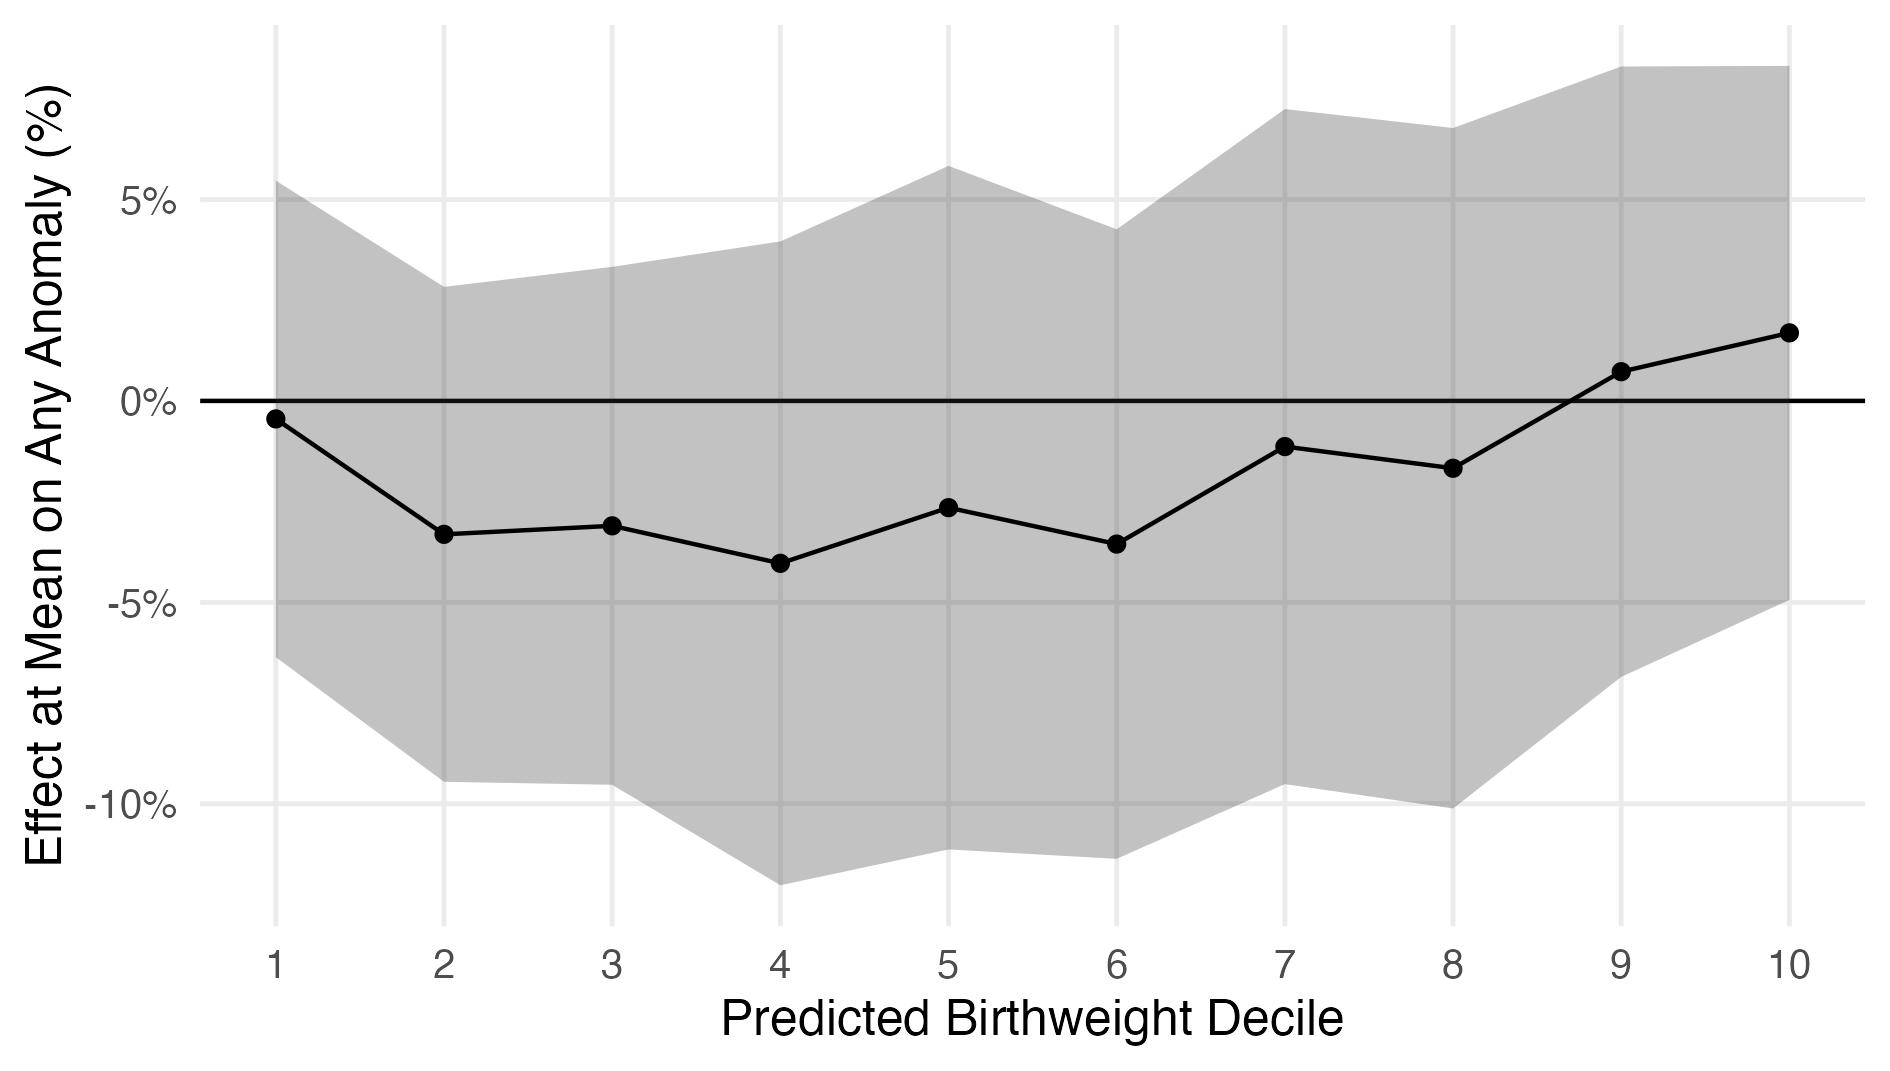 Effect at Mean on Any Anomaly (%)
5%
0%
-5%
-10%
1 2 3 4 5 6 7 8 9 10
Predicted Birthweight Decile